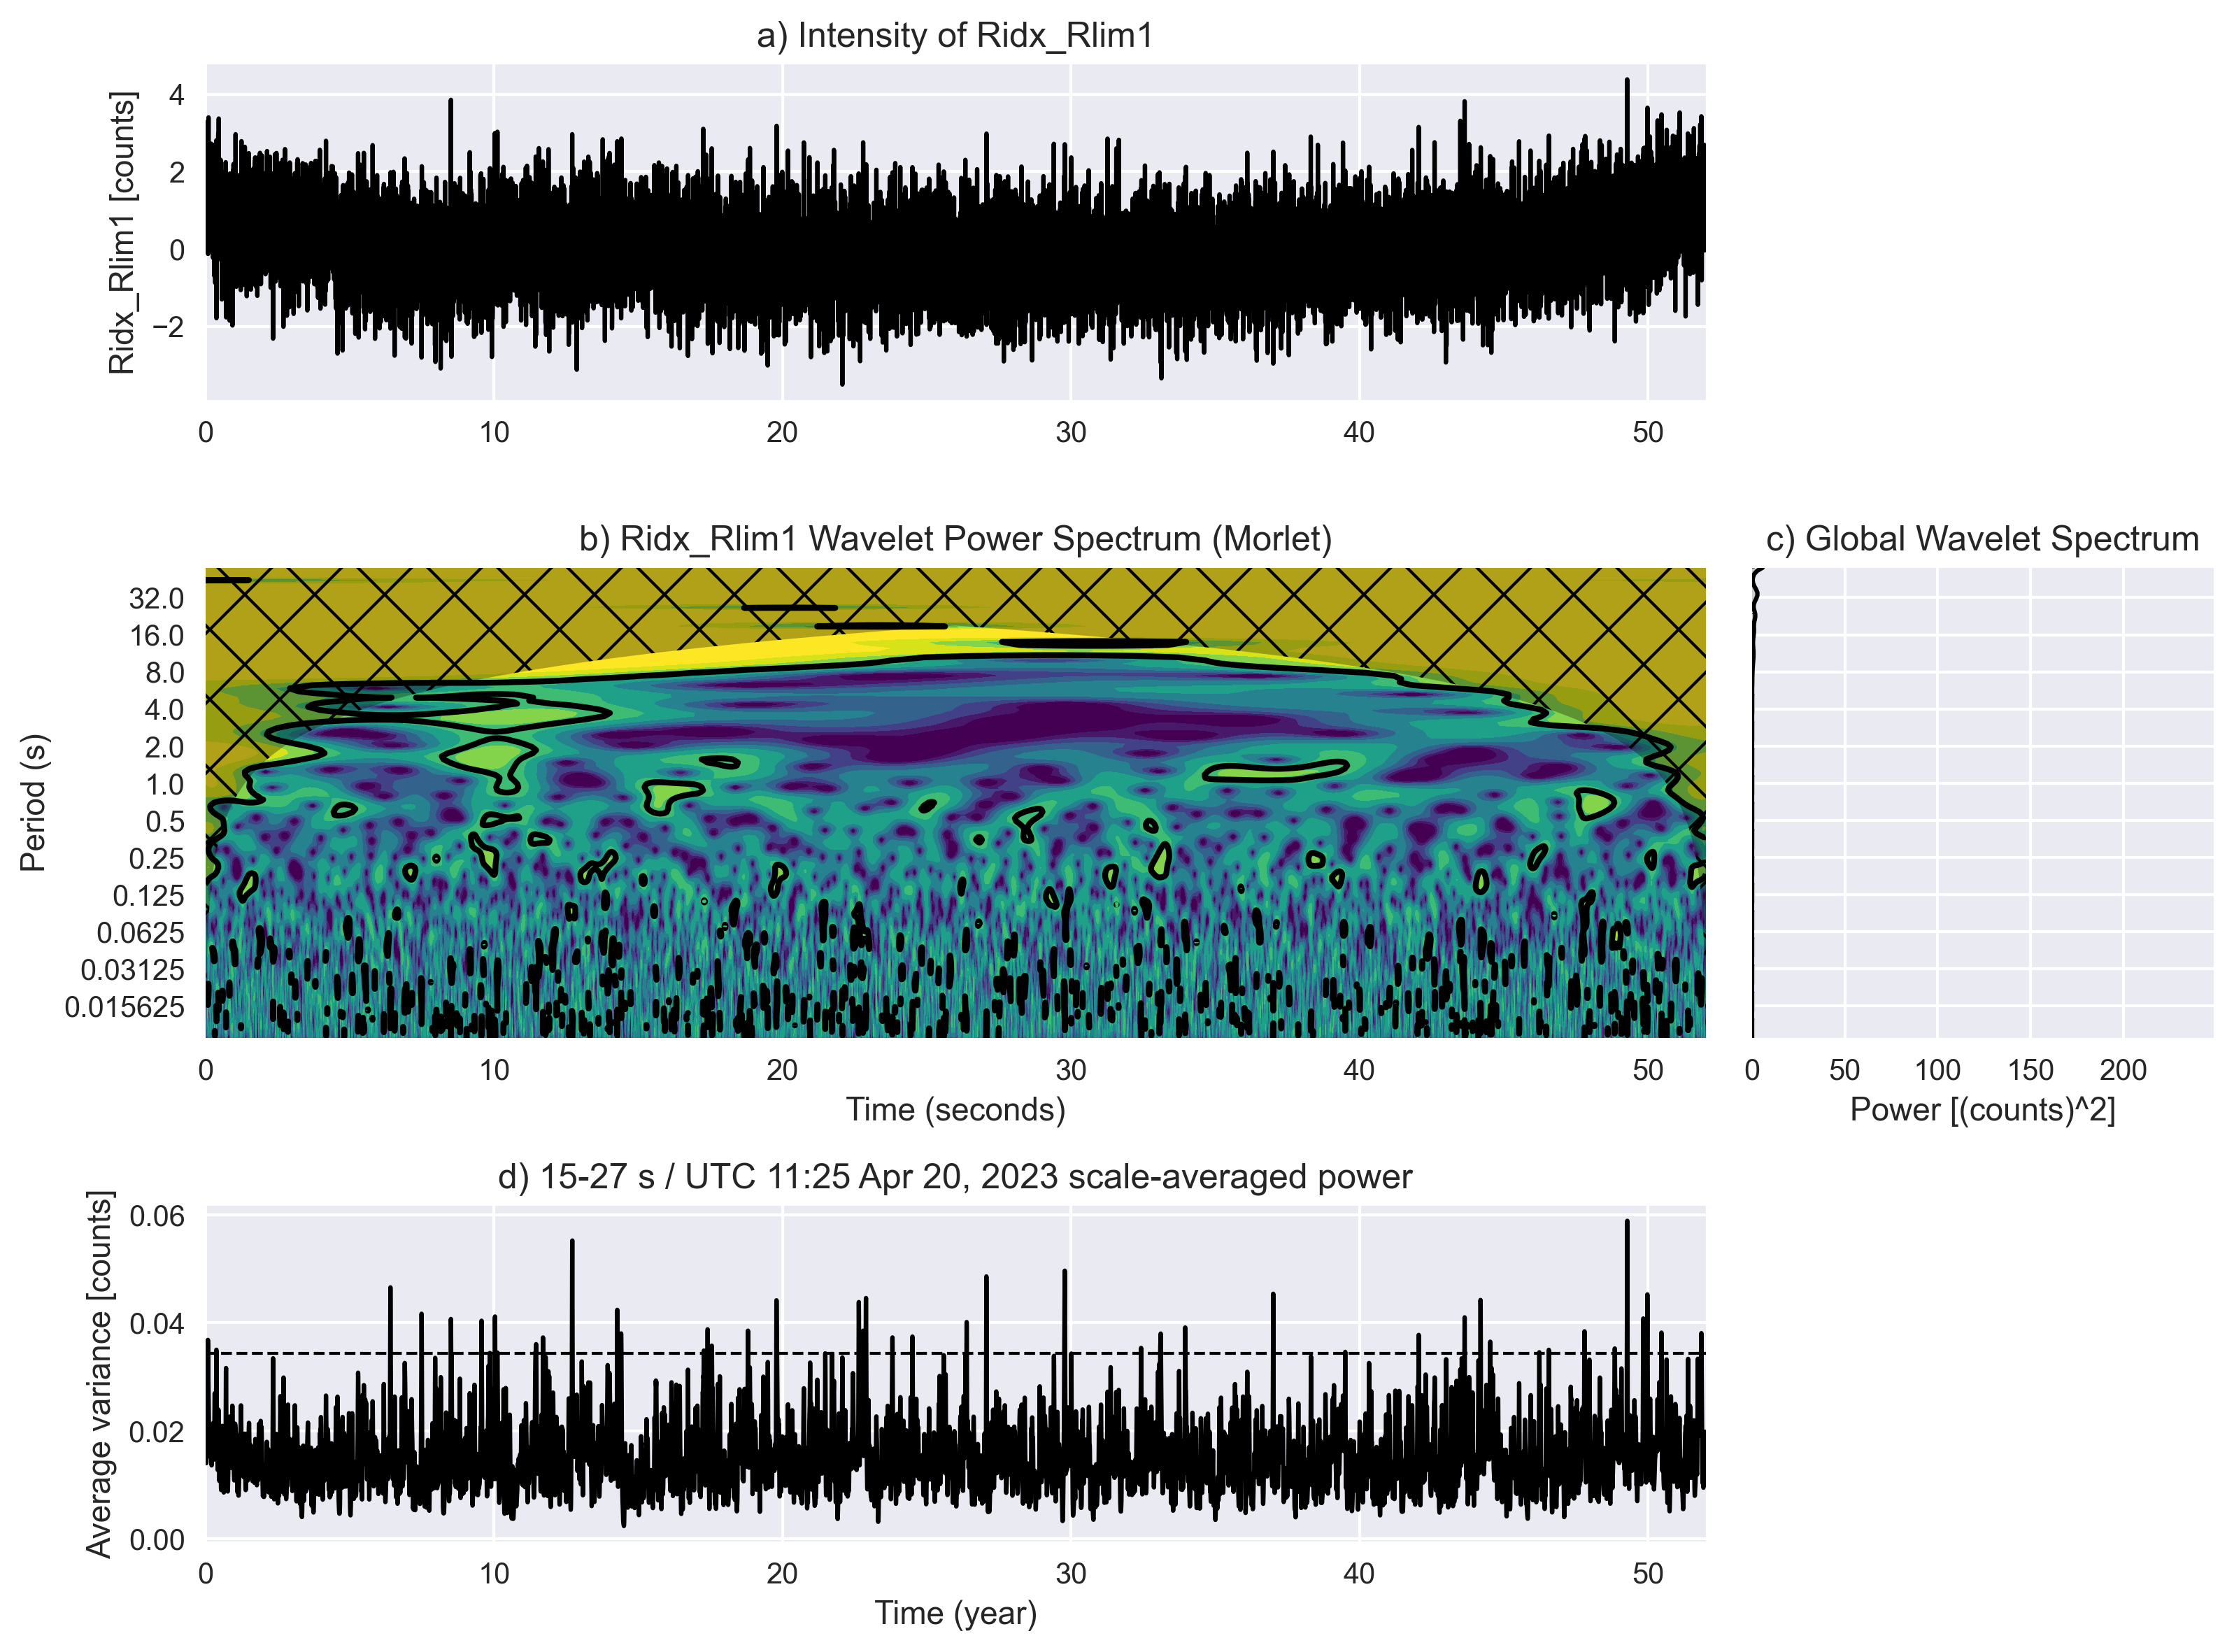 a) Intensity of Ridx_Rlim1
Ridx_Rlim1 [counts]
4
2
0
−2
0 10 20 30 40 50
b) Ridx_Rlim1 Wavelet Power Spectrum (Morlet)
Period (s)
32.0
16.0
8.0
4.0
2.0
1.0
0.5
0.25
0.125
0.0625
0.03125
0.015625
0 10 20 30 40 50
Time (seconds)
c) Global Wavelet Spectrum
0 50 100 150 200
Power [(counts)^2]
d) 15-27 s / UTC 11:25 Apr 20, 2023 scale-averaged power
Average variance [counts]
0.06
0.04
0.02
0.00
0 10 20 30 40 50
Time (year)